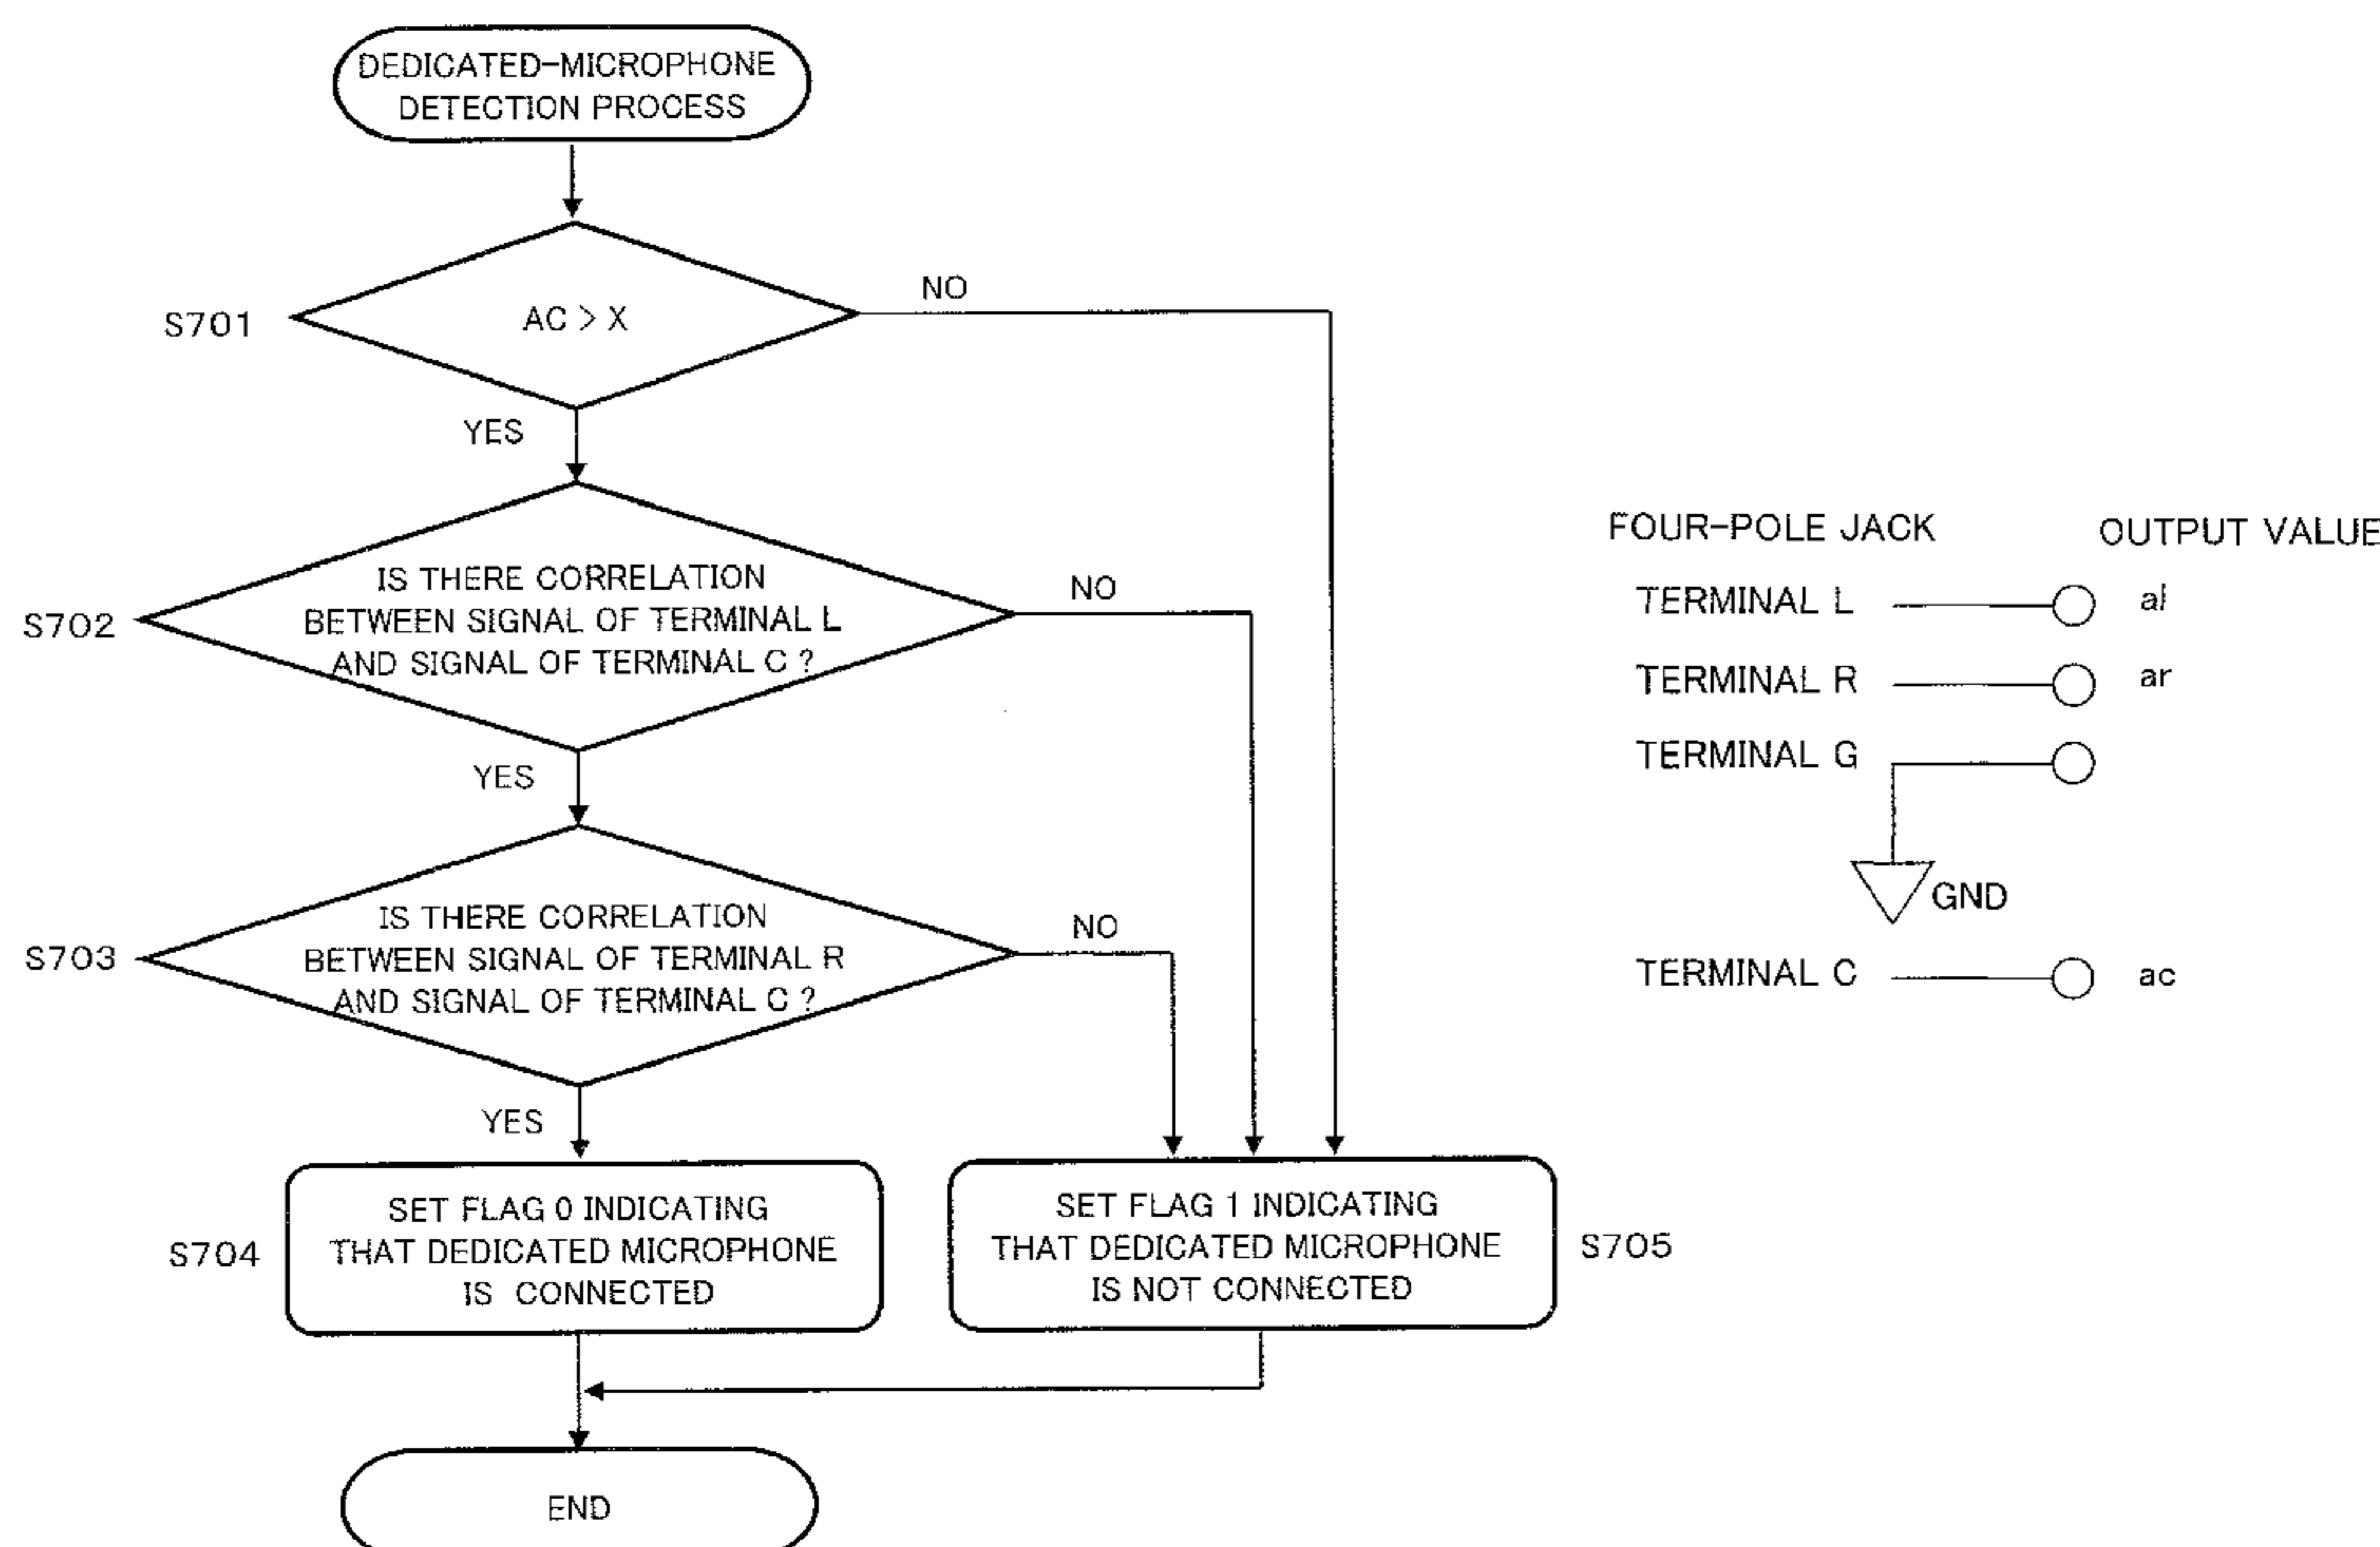 DEDICATED-MICROPHONE
DETECTION PROCESS
S701
AC > X
NO
YES
S702
IS THERE CORRELATION
BETWEEN SIGNAL OF TERMINAL L
AND SIGNAL OF TERMINAL C ?
NO
YES
S703
IS THERE CORRELATION
BETWEEN SIGNAL OF TERMINAL R
AND SIGNAL OF TERMINAL C ?
NO
YES
S704
SET FLAG 0 INDICATING
THAT DEDICATED MICROPHONE
IS CONNECTED
SET FLAG 1 INDICATING
THAT DEDICATED MICROPHONE
IS NOT CONNECTED
S705
END
FOUR-POLE JACK
OUTPUT VALUE
TERMINAL L
al
TERMINAL R
ar
TERMINAL G
GND
TERMINAL C
ac